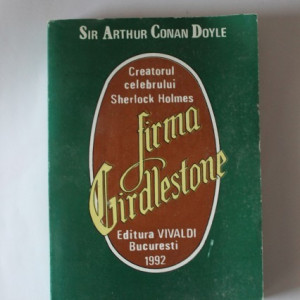 SIR ARTHUR CONAN DOYLE
Creatorul
celebrului
Sherlock Holmes
firma
Girdlestone
Editura VIVALDI
Bucuresti
1992